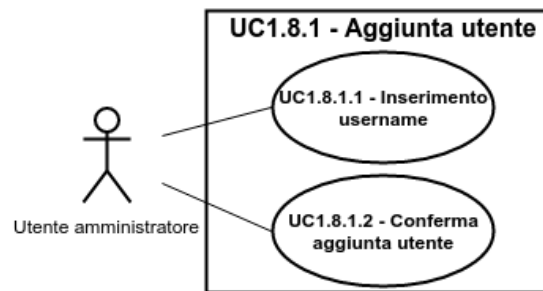 UC1.8.1 - Aggiunta utente
UC1.8.1.1 - Inserimento
username
UC1.8.1.2 - Conferma
aggiunta utente
Utente amministratore